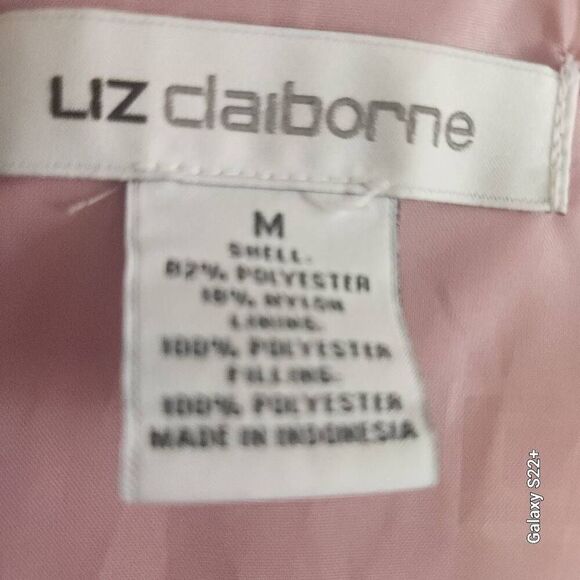 LIZ claiborne
M
SHELL:
82% POLYESTER
18% NYLON
LINING:
100% POLYESTER
FILLING:
100% POLYESTER
MADE IN INDONESIA
Galaxy S22+